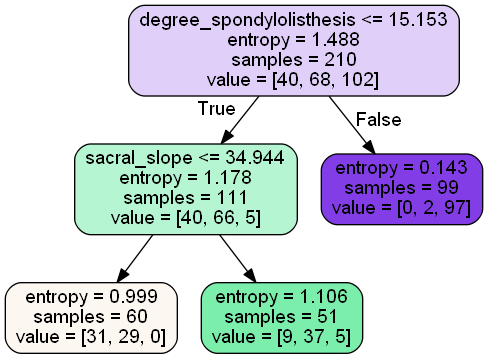 degree_spondylolisthesis <= 15.153
entropy = 1.488
samples = 210
value = [40, 68, 102]
True
False
sacral_slope <= 34.944
entropy = 1.178
samples = 111
value = [40, 66, 5]
entropy = 0.143
samples = 99
value = [0, 2, 97]
entropy = 0.999
samples = 60
value = [31, 29, 0]
entropy = 1.106
samples = 51
value = [9, 37, 5]